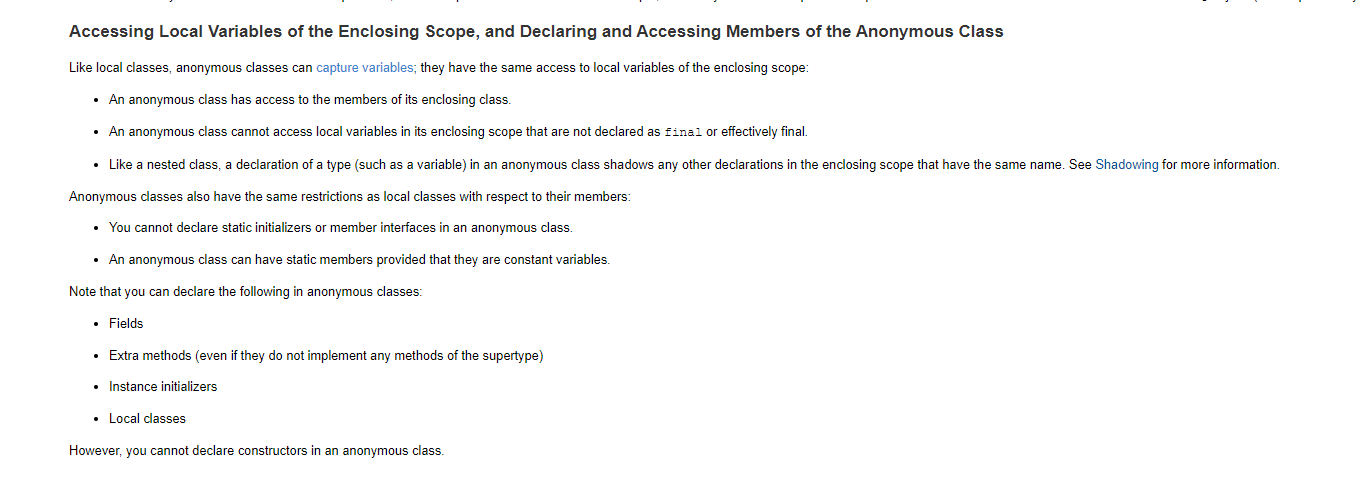 Accessing Local Variables of the Enclosing Scope, and Declaring and Accessing Members of the Anonymous Class
Like local classes, anonymous classes can capture variables; they have the same access to local variables of the enclosing scope:
• An anonymous class has access to the members of its enclosing class.
• An anonymous class cannot access local variables in its enclosing scope that are not declared as final or effectively final.
• Like a nested class, a declaration of a type (such as a variable) in an anonymous class shadows any other declarations in the enclosing scope that have the same name. See Shadowing for more information.
Anonymous classes also have the same restrictions as local classes with respect to their members:
• You cannot declare static initializers or member interfaces in an anonymous class.
• An anonymous class can have static members provided that they are constant variables.
Note that you can declare the following in anonymous classes:
• Fields
• Extra methods (even if they do not implement any methods of the supertype)
• Instance initializers
• Local classes
However, you cannot declare constructors in an anonymous class.